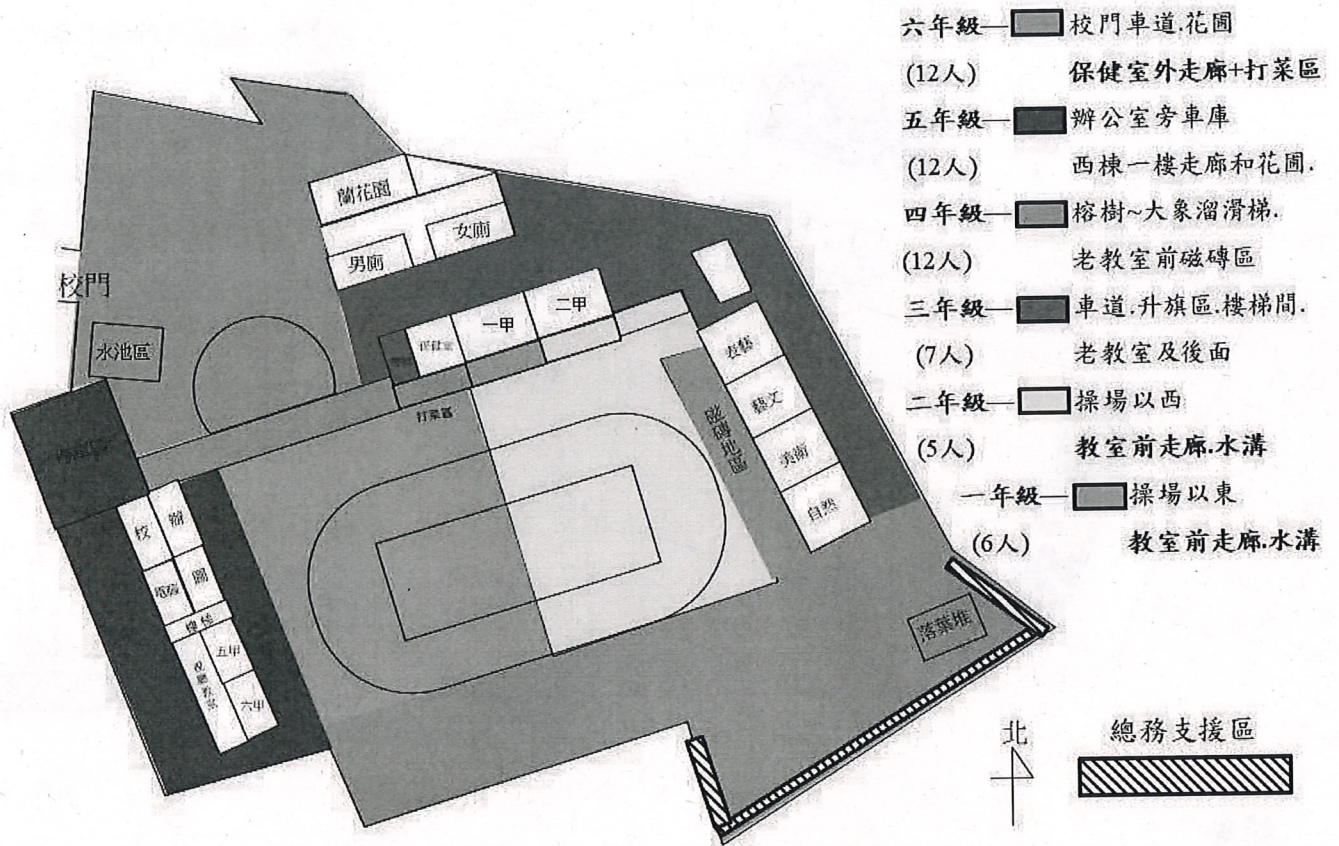 六年級—校門車道.花圃
(12人) 保健室外走廊+打菜區
五年級—辦公室旁車庫
(12人) 西棟一樓走廊和花圃.
四年級—榕樹~大象溜滑梯.
(12人) 老教室前磁磚區
三年級—車道.升旗區.樓梯間.
(7人) 老教室及後面
二年級—操場以西
(5人) 教室前走廊.水溝
一年級—操場以東
(6人) 教室前走廊.水溝
蘭花園
女廁
男廁
校門
水池區
二甲
一甲
保健室
打菜區
表藝
藝文
美術
自然
磁磚地區
校
辦
電腦
圖
樓梯
五甲
六甲
視聽教室
落葉堆
北
總務支援區